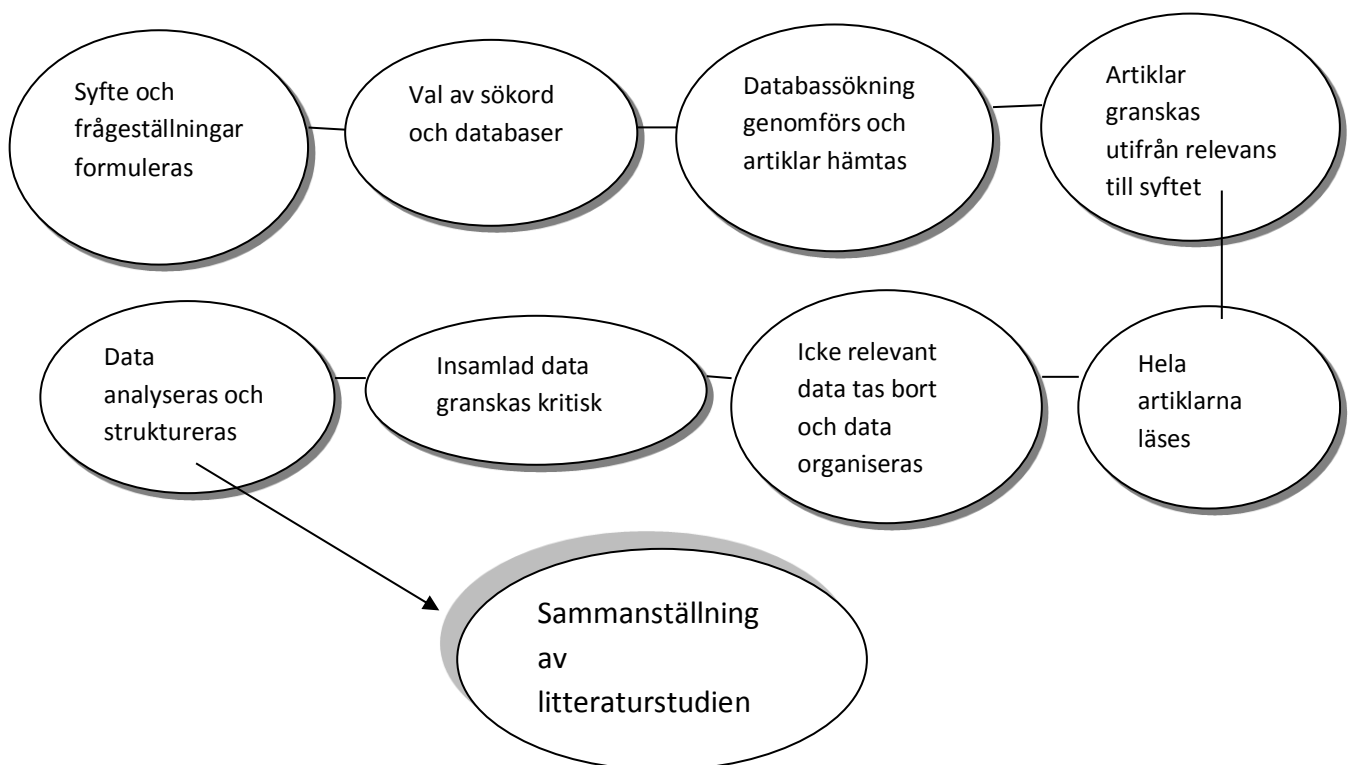 Syfte och
frågeställningar
formuleras
Val av sökord
och databaser
Databassökning
genomförs och
artiklar hämtas
Artiklar
granskas
utifrån relevans
till syftet
Hela
artiklarna
läses
Icke relevant
data tas bort
och data
organiseras
Insamlad data
granskas kritisk
Data
analyseras och
struktureras
Sammanställning
av
litteraturstudien